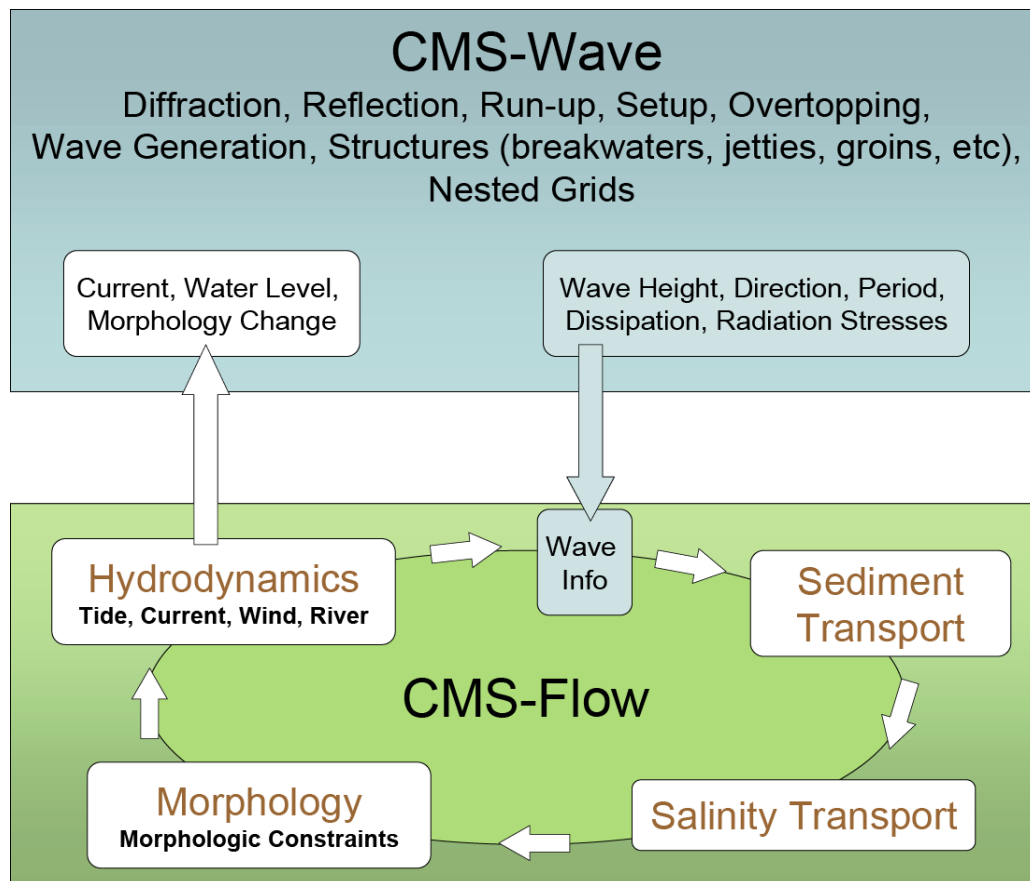 CMS-Wave
Diffraction, Reflection, Run-up, Setup, Overtopping,
Wave Generation, Structures (breakwaters, jetties, groins, etc),
Nested Grids
Current, Water Level,
Morphology Change
Wave Height, Direction, Period,
Dissipation, Radiation Stresses
Wave
Info
Hydrodynamics
Tide, Current, Wind, River
Sediment
Transport
CMS-Flow
Morphology
Morphologic Constraints
Salinity Transport